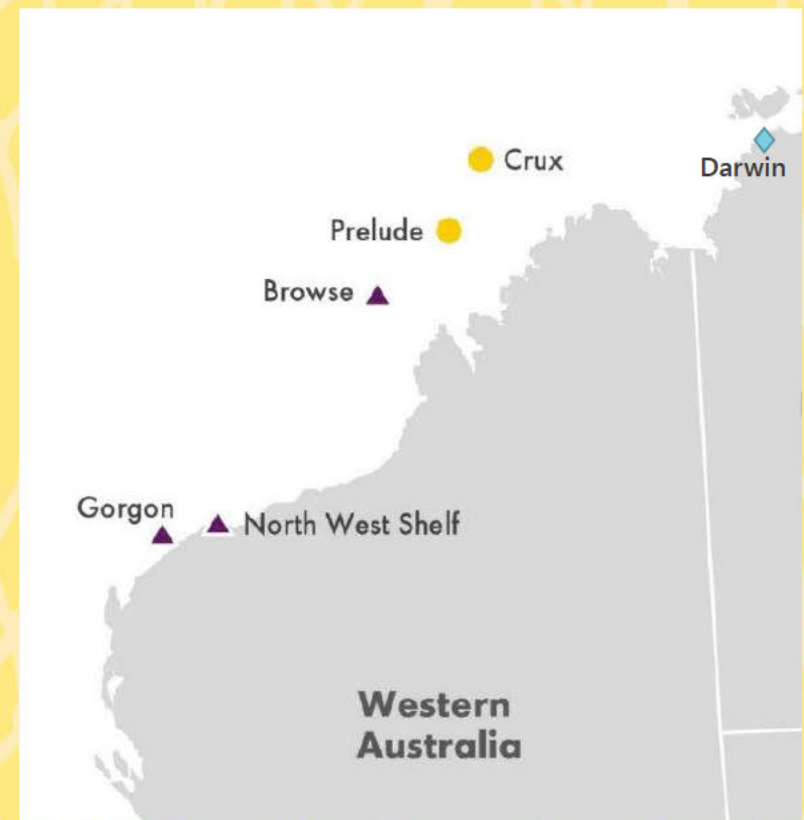 Crux
Darwin
Prelude
Browse
Gorgon
North West Shelf
Western
Australia